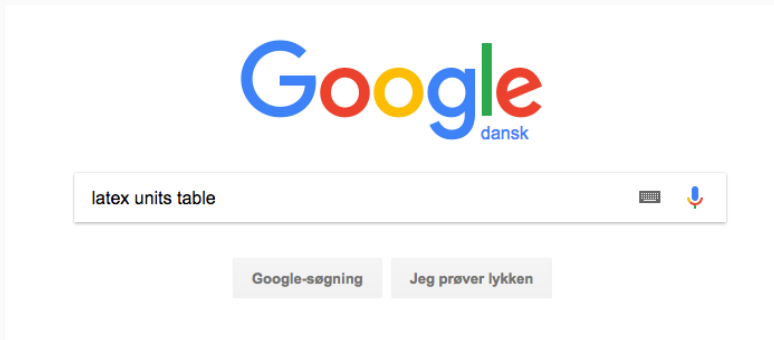 Google
dansk
latex units table
Google-søgning
Jeg prøver lykken